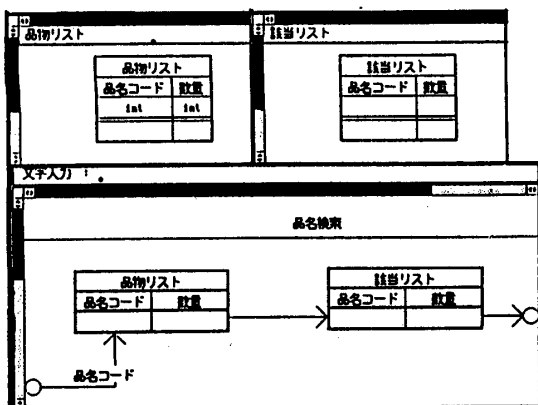 品物リスト
該当リスト
品物リスト
品名コード 数量
int int
該当リスト
品名コード 数量
文字入力 :
品名検索
品物リスト
品名コード 数量
該当リスト
品名コード 数量
品名コード